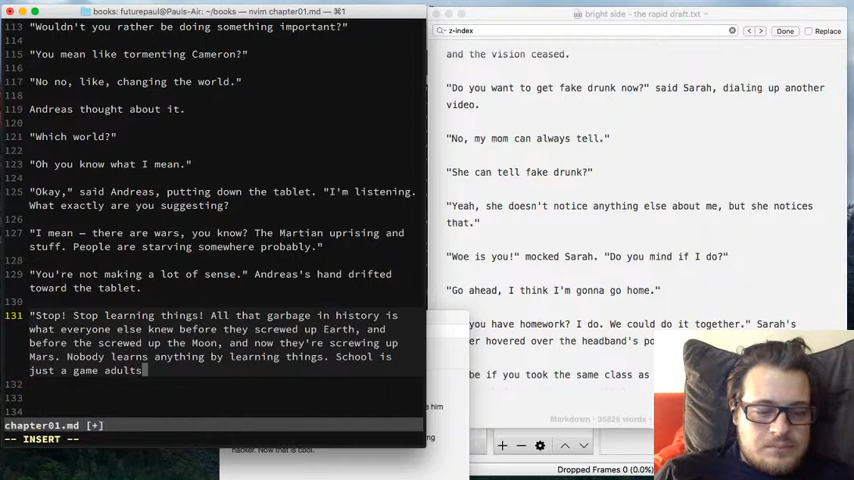 books: futurepaul@Pauls-Air: ~/books — nvim chapter01.md — ⌘1
113 "Wouldn't you rather be doing something important?"
114
115 "You mean like tormenting Cameron?"
116
117 "No no, like, changing the world."
118
119 Andreas thought about it.
120
121 "Which world?"
122
123 "Oh you know what I mean."
124
125 "Okay," said Andreas, putting down the tablet. "I'm listening.
What exactly are you suggesting?
126
127 "I mean — there are wars, you know? The Martian uprising and
stuff. People are starving somewhere probably."
128
129 "You're not making a lot of sense." Andreas's hand drifted
toward the tablet.
130
131 "Stop! Stop learning things! All that garbage in history is
what everyone else knew before they screwed up Earth, and
before the screwed up the Moon, and now they're screwing up
Mars. Nobody learns anything by learning things. School is
just a game adults
132
133
134
chapter01.md [+]
-- INSERT --
bright side — the rapid draft.txt
z-index
Done
Replace
and the vision ceased.
"Do you want to get fake drunk now?" said Sarah, dialing up another
video.
"No, my mom can always tell."
"She can tell fake drunk?"
"Yeah, she doesn't notice anything else about me, but she notices
that."
"Woe is you!" mocked Sarah. "Do you mind if I do?"
"Go ahead, I think I'm gonna go home."
you have homework? I do. We could do it together." Sarah's
hovered over the headband's
if you took the same class as
Markdown
words
him
hacker. Now that is cool.
Dropped Frames 0 (0.0%)